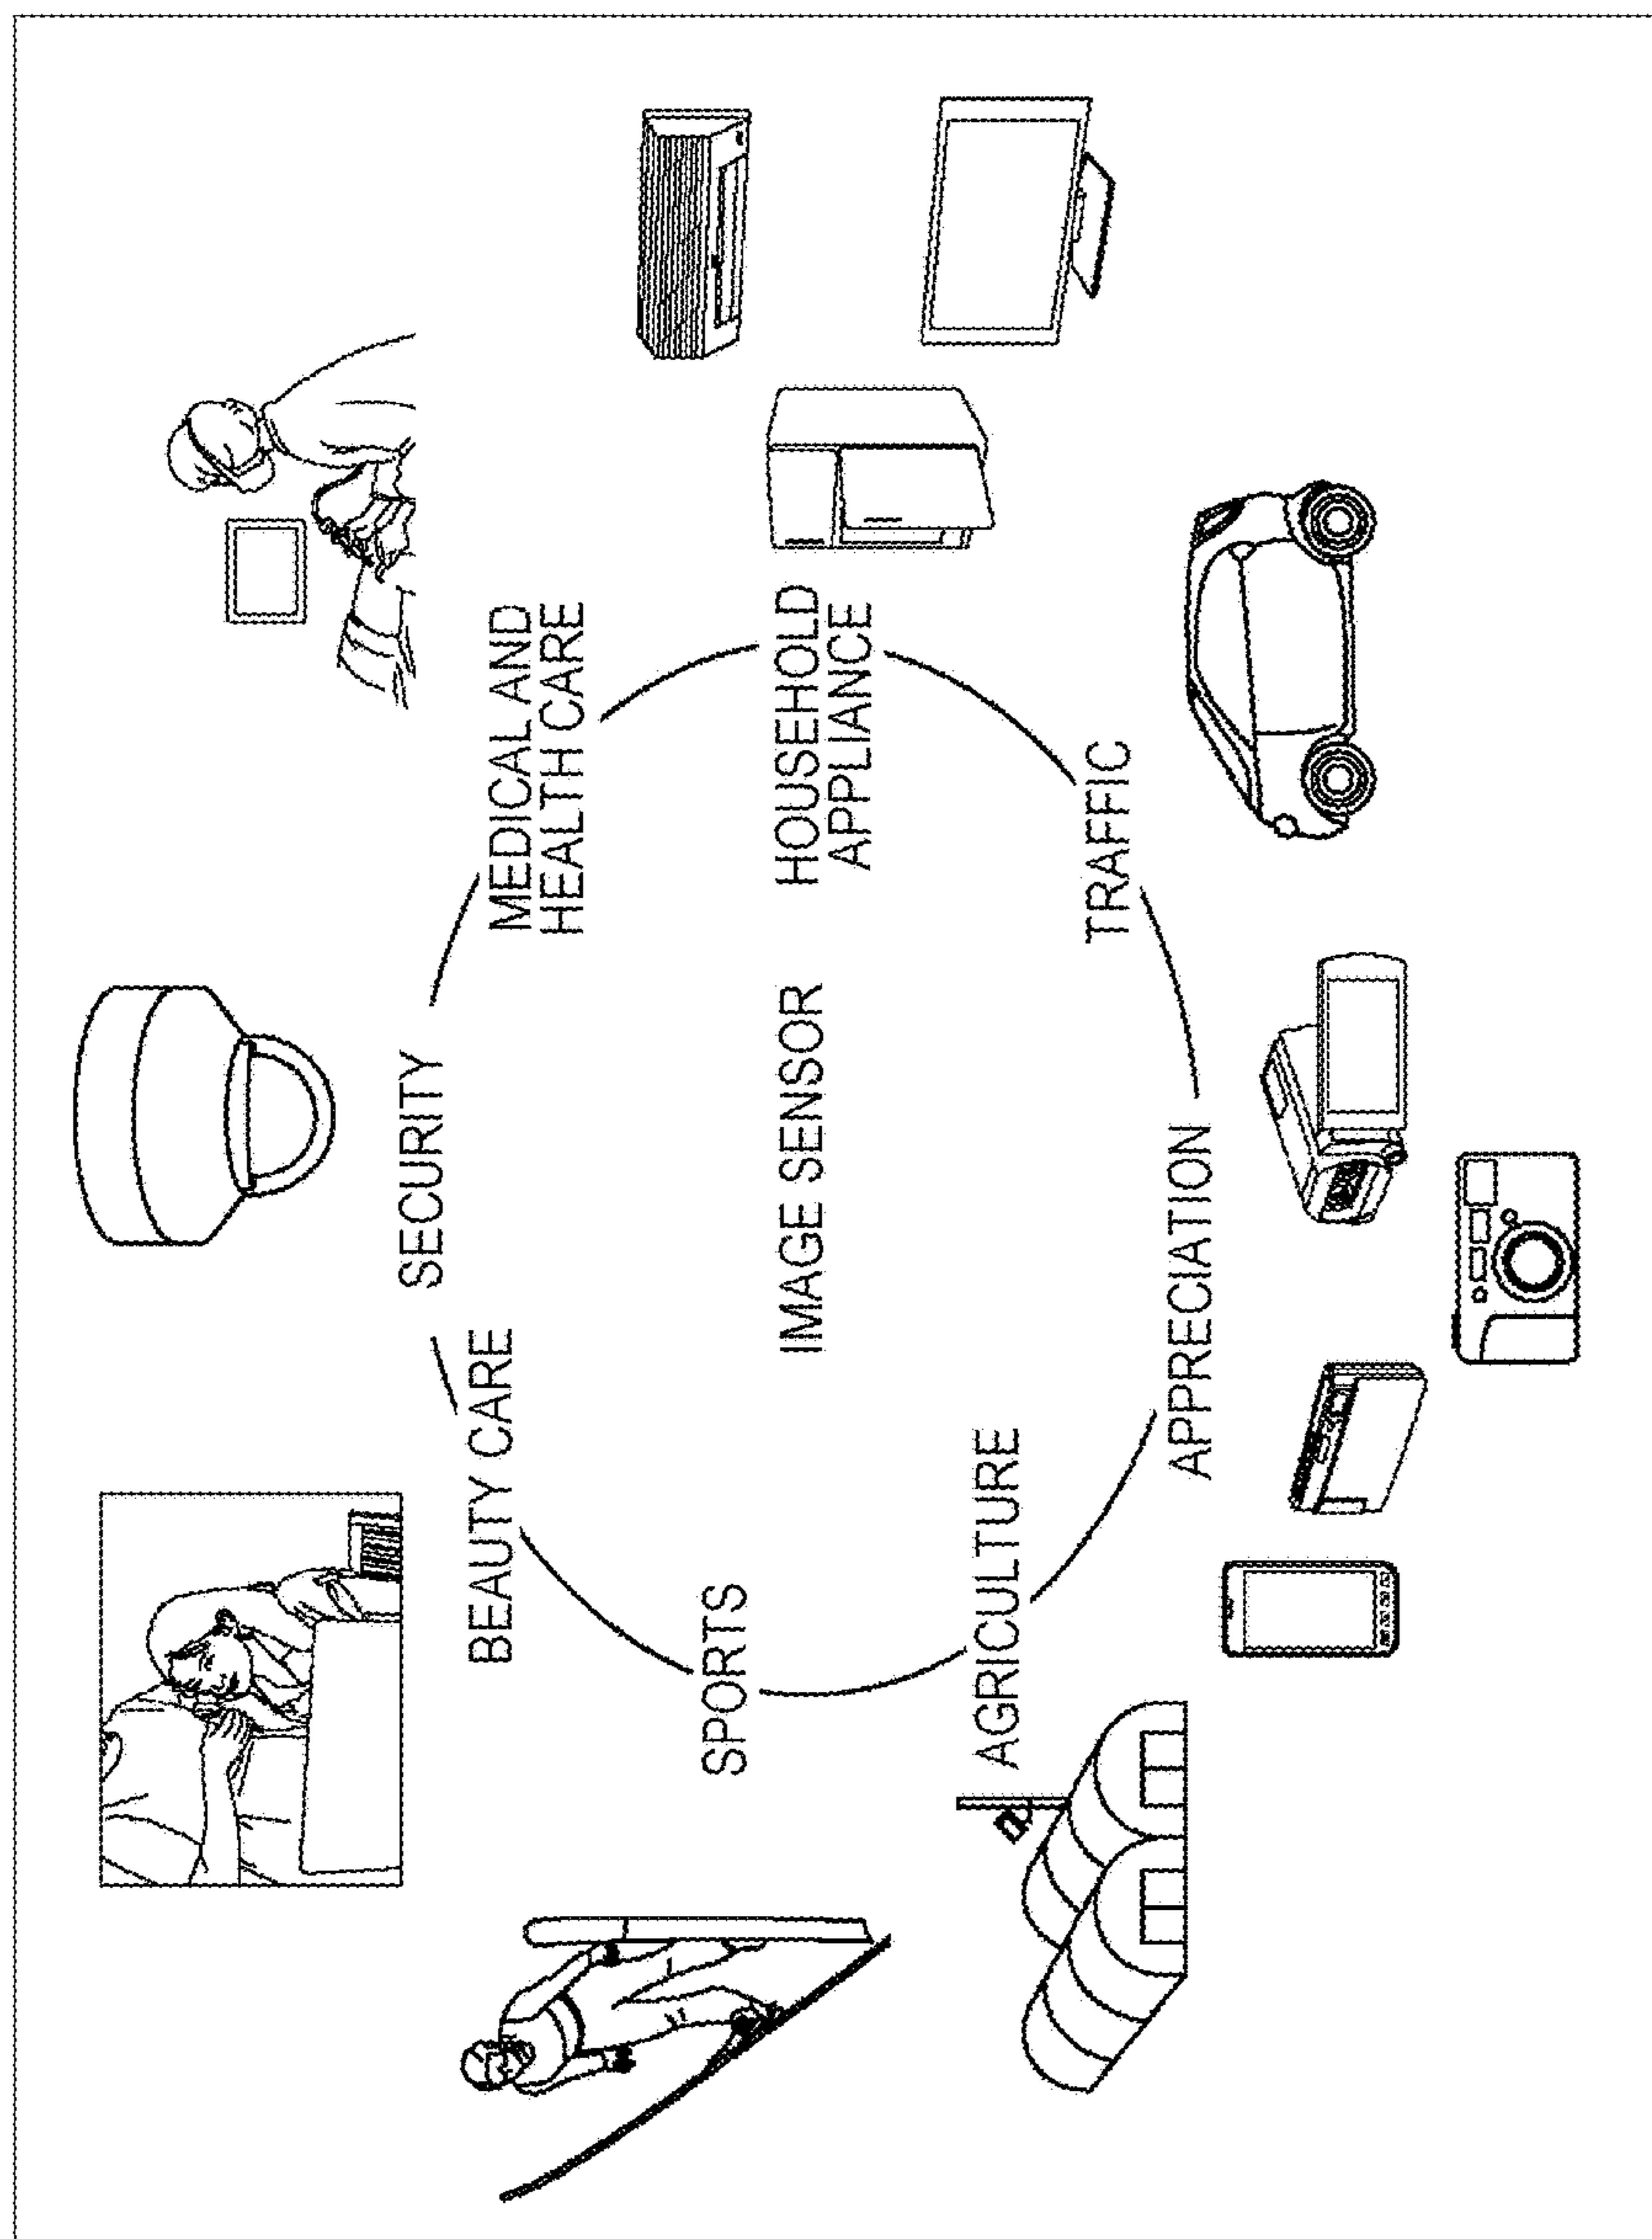 SECURITY
BEAUTY CARE
MEDICAL AND
HEALTH CARE
SPORTS
IMAGE SENSOR
HOUSEHOLD
APPLIANCE
AGRICULTURE
TRAFFIC
APPRECIATION